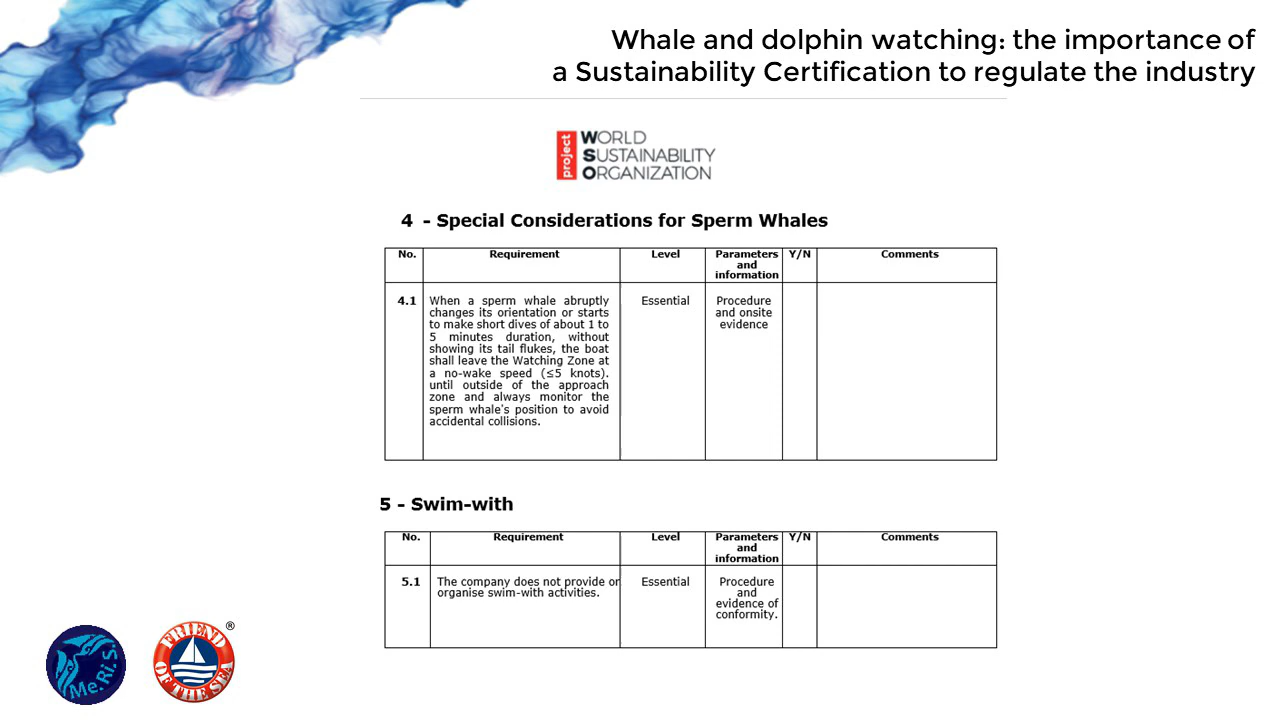 Whale and dolphin watching: the importance of
a Sustainability Certification to regulate the industry
project
WORLD
SUSTAINABILITY
ORGANIZATION
4 - Special Considerations for Sperm Whales
No. Requirement Level Parameters and information Y/N Comments
4.1
When a sperm whale abruptly
changes its orientation or starts
to make short dives of about 1 to
5 minutes duration, without
showing its tail flukes, the boat
shall leave the Watching Zone at
a no-wake speed (≤5 knots).
until outside of the approach
zone and always monitor the
sperm whale's position to avoid
accidental collisions.
Essential
Procedure
and onsite
evidence
5 - Swim-with
No. Requirement Level Parameters and information Y/N Comments
5.1
The company does not provide or
organise swim-with activities.
Essential
Procedure
and
evidence of
conformity.
Me.Ri.S.
FRIEND
OF THE SEA
®